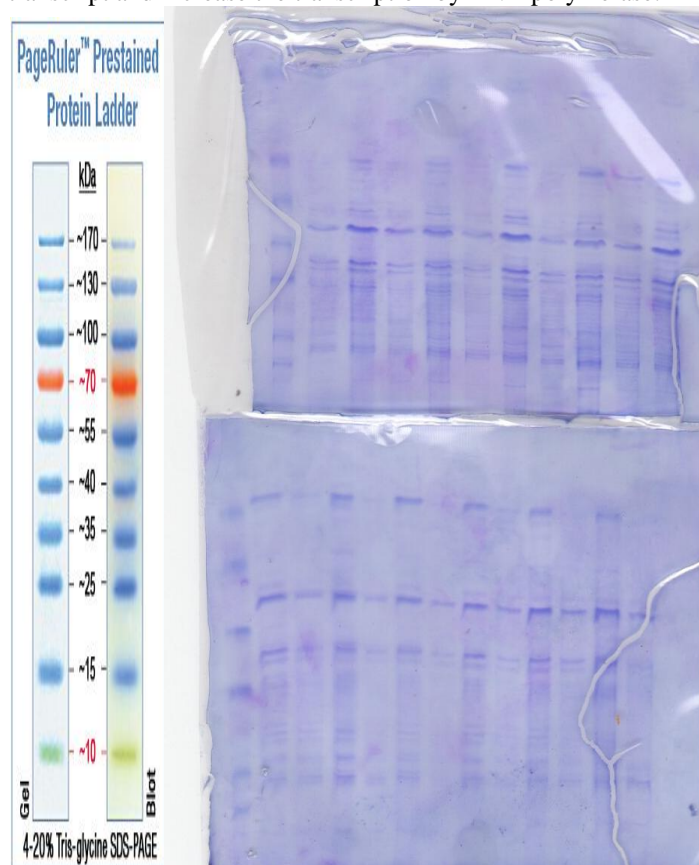 PageRuler™ Prestained
Protein Ladder
kDa
~170
~130
~100
~70
~55
~40
~35
~25
~15
~10
Gel
Blot
4-20% Tris-glycine SDS-PAGE